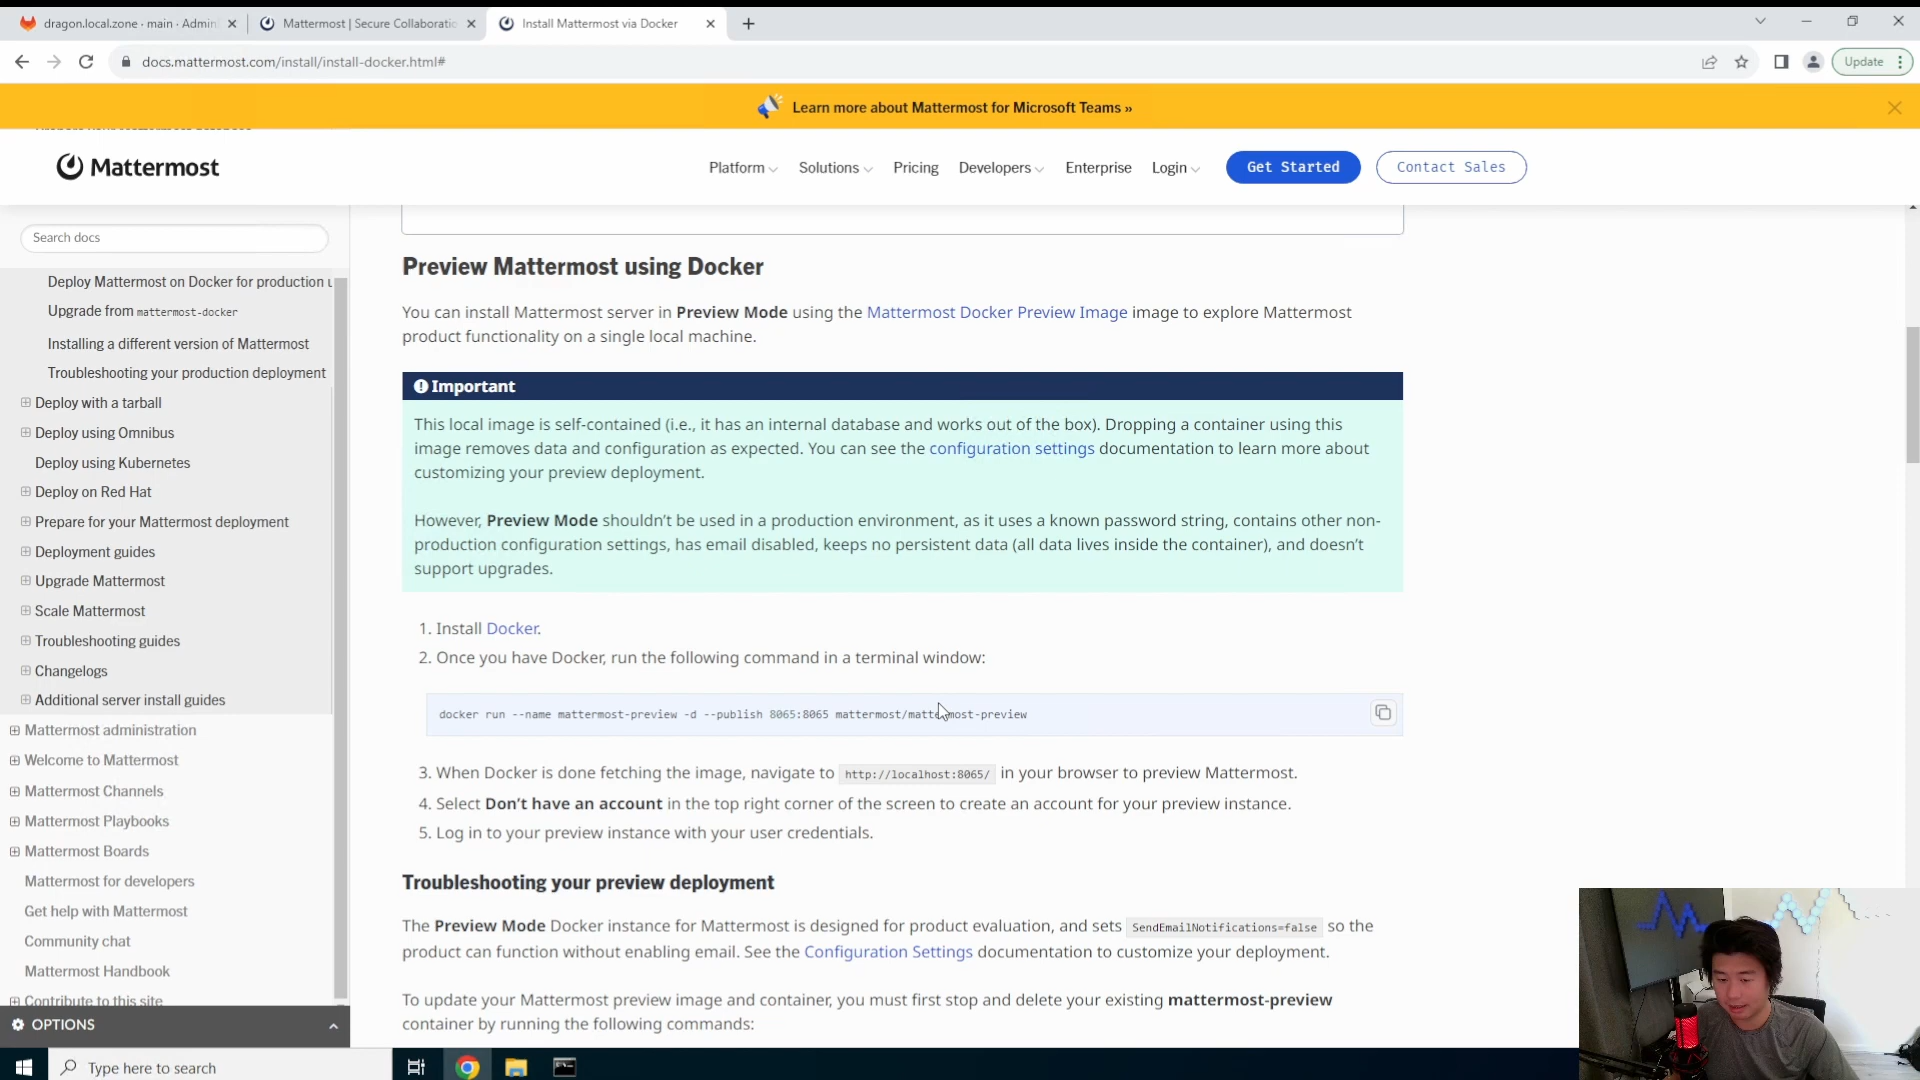 dragon.local.zone · main · Admin
Mattermost | Secure Collaboratio
Install Mattermost via Docker
docs.mattermost.com/install/install-docker.html#
Update
Learn more about Mattermost for Microsoft Teams »
Mattermost
Platform
Solutions
Pricing
Developers
Enterprise
Login
Get Started
Contact Sales
Search docs
Deploy Mattermost on Docker for production u
Upgrade from mattermost-docker
Installing a different version of Mattermost
Troubleshooting your production deployment
Deploy with a tarball
Deploy using Omnibus
Deploy using Kubernetes
Deploy on Red Hat
Prepare for your Mattermost deployment
Deployment guides
Upgrade Mattermost
Scale Mattermost
Troubleshooting guides
Changelogs
Additional server install guides
Mattermost administration
Welcome to Mattermost
Mattermost Channels
Mattermost Playbooks
Mattermost Boards
Mattermost for developers
Get help with Mattermost
Community chat
Mattermost Handbook
Contribute to this site
OPTIONS
Preview Mattermost using Docker
You can install Mattermost server in Preview Mode using the Mattermost Docker Preview Image image to explore Mattermost
product functionality on a single local machine.
Important
This local image is self-contained (i.e., it has an internal database and works out of the box). Dropping a container using this
image removes data and configuration as expected. You can see the configuration settings documentation to learn more about
customizing your preview deployment.
However, Preview Mode shouldn't be used in a production environment, as it uses a known password string, contains other non-
production configuration settings, has email disabled, keeps no persistent data (all data lives inside the container), and doesn't
support upgrades.
1. Install Docker.
2. Once you have Docker, run the following command in a terminal window:
docker run --name mattermost-preview -d --publish 8065:8065 mattermost/mattermost-preview
3. When Docker is done fetching the image, navigate to http://localhost:8065/ in your browser to preview Mattermost.
4. Select Don't have an account in the top right corner of the screen to create an account for your preview instance.
5. Log in to your preview instance with your user credentials.
Troubleshooting your preview deployment
The Preview Mode Docker instance for Mattermost is designed for product evaluation, and sets SendEmailNotifications=false so the
product can function without enabling email. See the Configuration Settings documentation to customize your deployment.
To update your Mattermost preview image and container, you must first stop and delete your existing mattermost-preview
container by running the following commands:
Type here to search